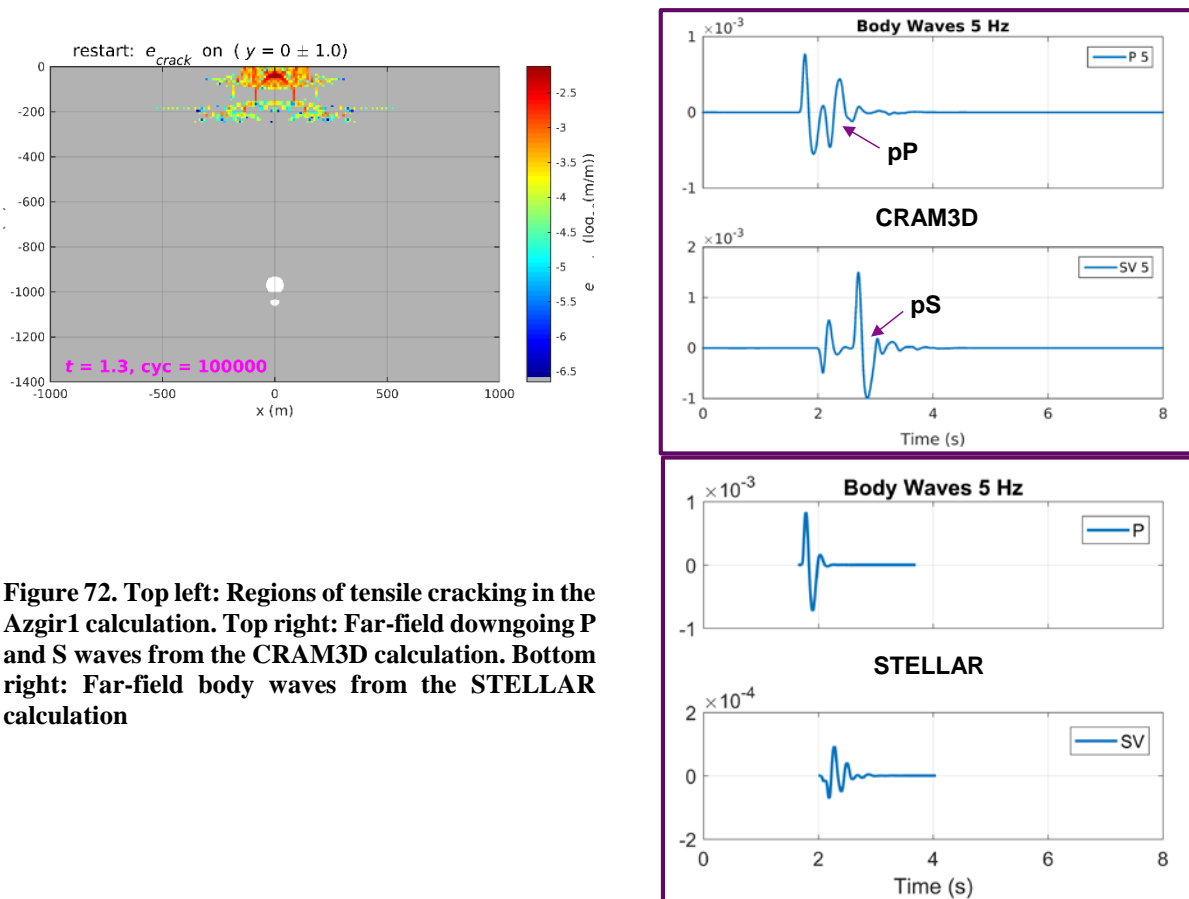 restart: e_crack on ( y = 0 ± 1.0)
0
-200
-400
-600
-800
-1000
-1200
-1400
t = 1.3, cyc = 100000
-1000 -500 0 500 1000
x (m)
-2.5
-3
-3.5
-4
-4.5
-5
-5.5
-6
-6.5
e (log (m/m))
Body Waves 5 Hz
×10⁻³
1
0
-1
P 5
pP
CRAM3D
×10⁻³
2
1
0
-1
SV 5
pS
0 2 4 6 8
Time (s)
Body Waves 5 Hz
×10⁻³
1
0
-1
P
STELLAR
×10⁻⁴
2
0
-2
SV
0 2 4 6 8
Time (s)
Figure 72. Top left: Regions of tensile cracking in the
Azgir1 calculation. Top right: Far-field downgoing P
and S waves from the CRAM3D calculation. Bottom
right: Far-field body waves from the STELLAR
calculation